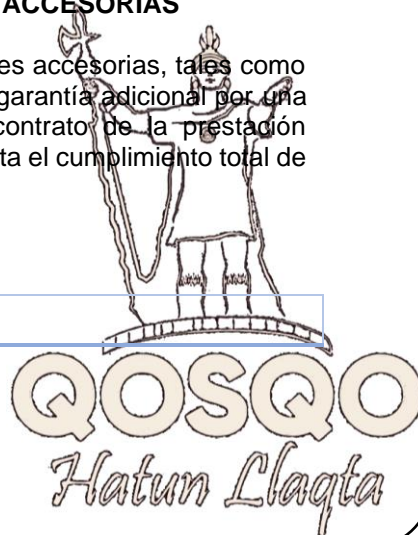 ACCESORIAS
es accesorias, tales como
garantía adicional por una
contrato de la prestación
ta el cumplimiento total de
QOSQO
Hatun Llaqta